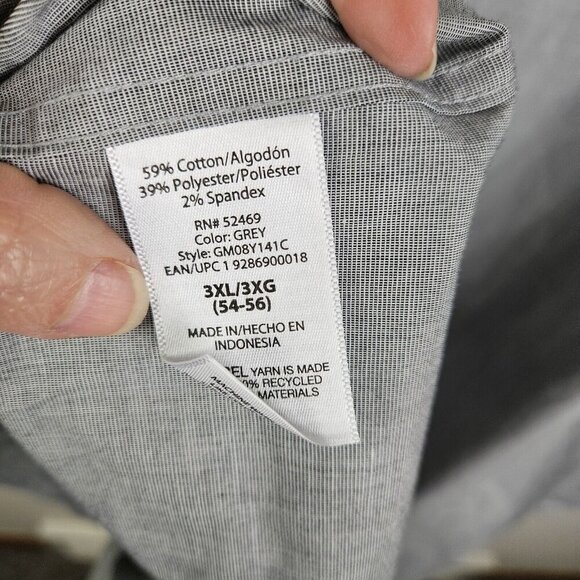 59% Cotton/Algodón
39% Polyester/Poliéster
2% Spandex
RN# 52469
Color: GREY
Style: GM08Y141C
EAN/UPC 1 9286900018
3XL/3XG
(54-56)
MADE IN/HECHO EN
INDONESIA
YARN IS MADE
RECYCLED
MATERIALS